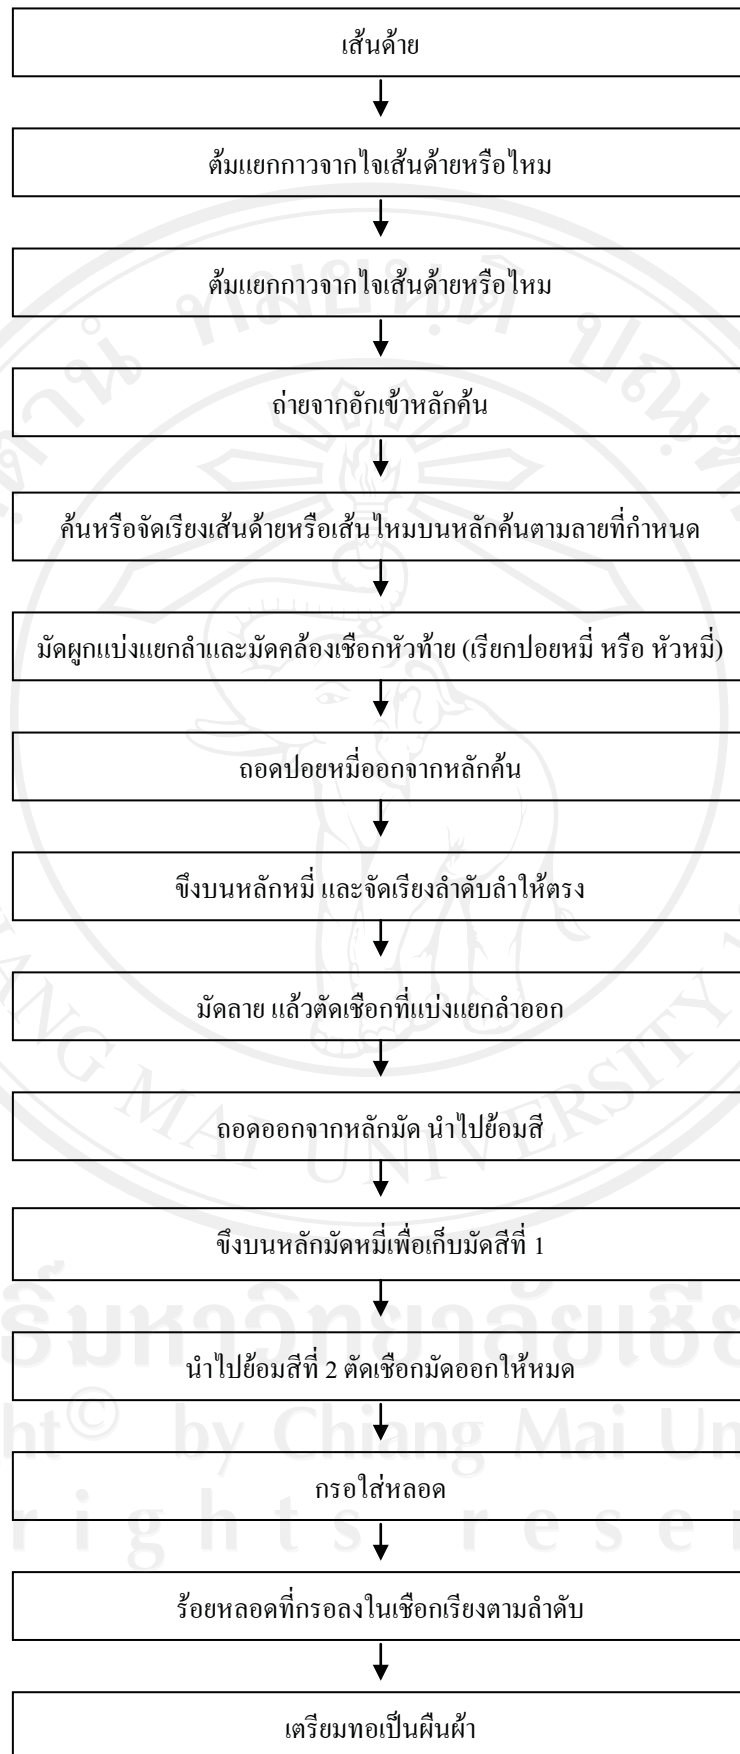 เส้นด้าย
ต้มแยกกาวจากใจเส้นด้ายหรือไหม
ต้มแยกกาวจากใจเส้นด้ายหรือไหม
ถ่ายจากอักเข้าหลักค้น
ค้นหรือจัดเรียงเส้นด้ายหรือเส้นไหมบนหลักค้นตามลายที่กำหนด
มัดผูกแบ่งแยกลำและมัดคล้องเชือกหัวท้าย (เรียกปอยหมี่ หรือ หัวหมี่)
ถอดปอยหมี่ออกจากหลักค้น
ขึงบนหลักหมี่ และจัดเรียงลำดับลำให้ตรง
มัดลาย แล้วตัดเชือกที่แบ่งแยกลำออก
CHIANG MAI UNIVERSITY
ถอดออกจากหลักมัด นำไปย้อมสี
ขึงบนหลักมัดหมี่เพื่อเก็บมัดสีที่ 1
นำไปย้อมสีที่ 2 ตัดเชือกมัดออกให้หมด
ht© by Chiang Mai Un
กรอใส่หลอด
rights reser
ร้อยหลอดที่กรอลงในเชือกเรียงตามลำดับ
เตรียมทอเป็นผืนผ้า